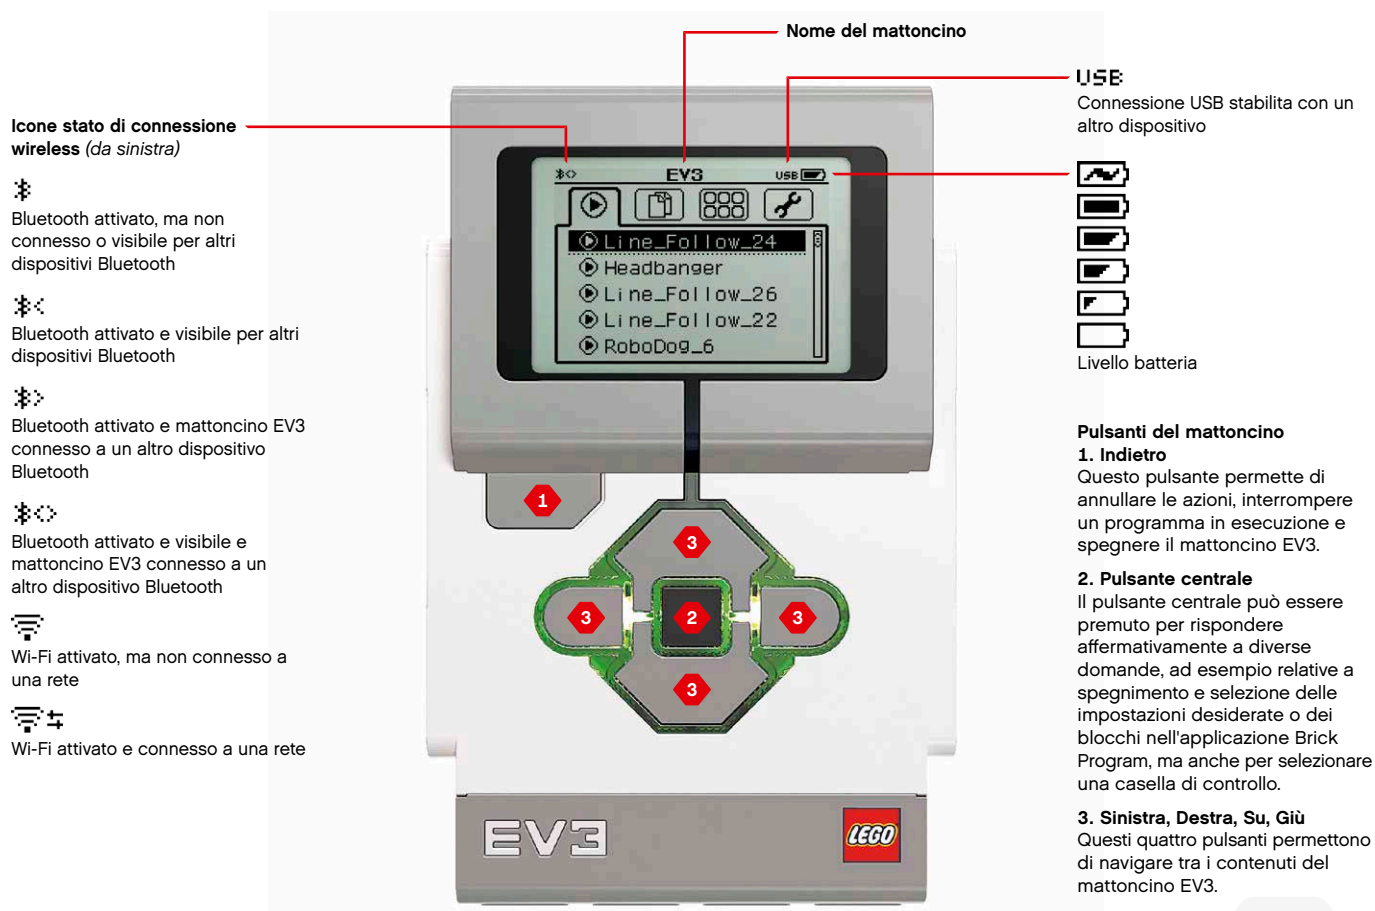 Nome del mattoncino
Icone stato di connessione
wireless (da sinistra)
Bluetooth attivato, ma non
connesso o visibile per altri
dispositivi Bluetooth
Bluetooth attivato e visibile per altri
dispositivi Bluetooth
Bluetooth attivato e mattoncino EV3
connesso a un altro dispositivo
Bluetooth
Bluetooth attivato e visibile e
mattoncino EV3 connesso a un
altro dispositivo Bluetooth
Wi-Fi attivato, ma non connesso a
una rete
Wi-Fi attivato e connesso a una rete
EV3
USB
Line_Follow_24
Headbanger
Line_Follow_26
Line_Follow_22
RoboDog_6
1
3
3
2
3
3
EV3
LEGO
USB
Connessione USB stabilita con un
altro dispositivo
Livello batteria
Pulsanti del mattoncino
1. Indietro
Questo pulsante permette di
annullare le azioni, interrompere
un programma in esecuzione e
spegnere il mattoncino EV3.
2. Pulsante centrale
Il pulsante centrale può essere
premuto per rispondere
affermativamente a diverse
domande, ad esempio relative a
spegnimento e selezione delle
impostazioni desiderate o dei
blocchi nell'applicazione Brick
Program, ma anche per selezionare
una casella di controllo.
3. Sinistra, Destra, Su, Giù
Questi quattro pulsanti permettono
di navigare tra i contenuti del
mattoncino EV3.